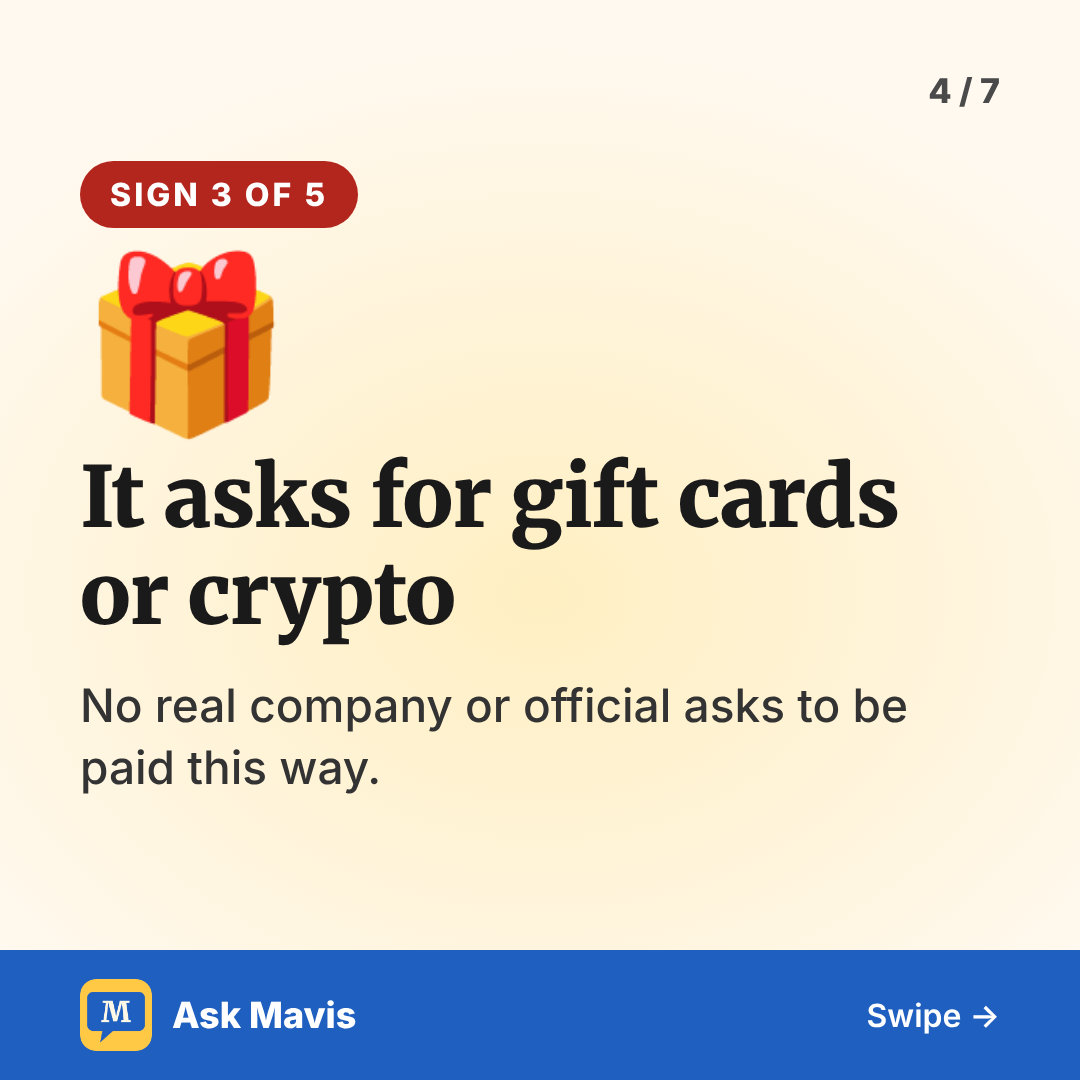 4 / 7
SIGN 3 OF 5
It asks for gift cards
or crypto
No real company or official asks to be
paid this way.
M
Ask Mavis
Swipe →